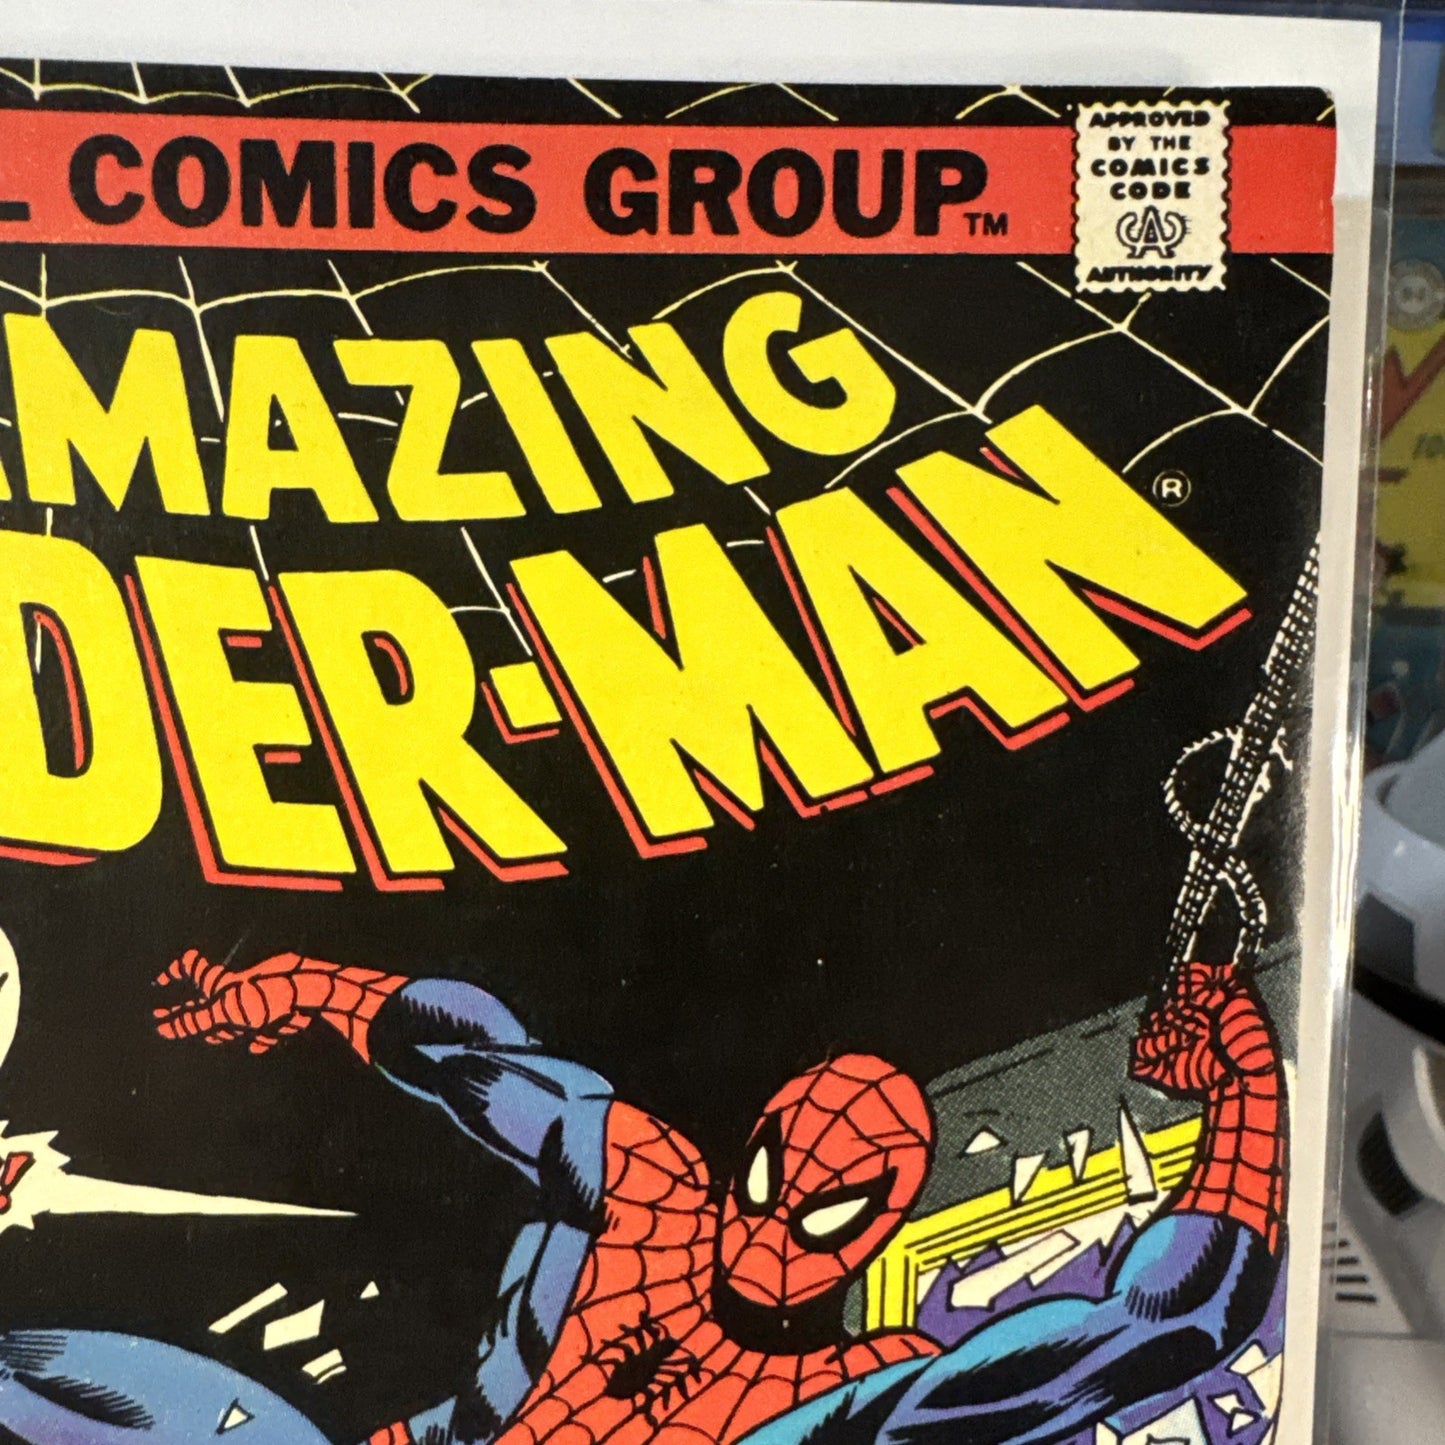 L COMICS GROUP TM
APPROVED
BY THE
COMICS
CODE
A
AUTHORITY
AMAZING
DER-MAN ®
!